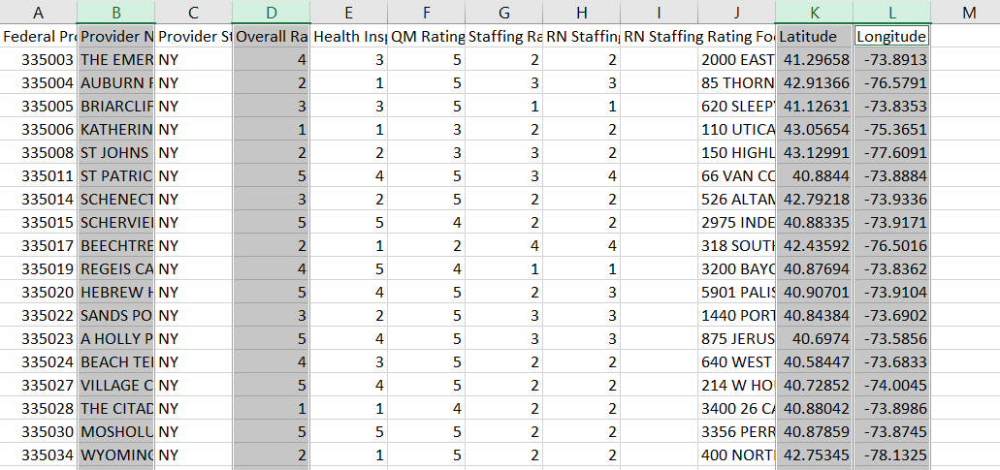 A B C D E F G H I J K L M
Federal Pro Provider N Provider St Overall Ra Health Insp QM Rating Staffing Ra RN Staffing RN Staffing Rating Foo Latitude Longitude
335003 THE EMER NY 4 3 5 2 2 2000 EAST 41.29658 -73.8913
335004 AUBURN NY 2 1 5 3 3 85 THORN 42.91366 -76.5791
335005 BRIARCLIF NY 3 3 5 1 1 620 SLEEPY 41.12631 -73.8353
335006 KATHERIN NY 1 1 3 2 2 110 UTICA 43.05654 -75.3651
335008 ST JOHNS NY 2 2 3 3 2 150 HIGHL 43.12991 -77.6091
335011 ST PATRIC NY 5 4 5 3 4 66 VAN CO 40.8844 -73.8884
335014 SCHENECT NY 3 2 5 2 2 526 ALTAM 42.79218 -73.9336
335015 SCHERVIE NY 5 5 4 2 2 2975 INDE 40.88335 -73.9171
335017 BEECHTRE NY 2 1 2 4 4 318 SOUTH 42.43592 -76.5016
335019 REGEIS CA NY 4 5 4 1 1 3200 BAYC 40.87694 -73.8362
335020 HEBREW H NY 5 4 5 2 3 5901 PALIS 40.90701 -73.9104
335022 SANDS PO NY 3 2 5 3 3 1440 PORT 40.84384 -73.6902
335023 A HOLLY P NY 5 4 5 3 3 875 JERUS 40.6974 -73.5856
335024 BEACH TE NY 4 3 5 2 2 640 WEST 40.58447 -73.6833
335027 VILLAGE C NY 5 4 5 2 2 214 W HO 40.72852 -74.0045
335028 THE CITAD NY 1 1 4 2 2 3400 26 CA 40.88042 -73.8986
335030 MOSHOLU NY 5 5 5 2 2 3356 PERR 40.87859 -73.8745
335034 WYOMING NY 2 1 5 2 2 400 NORT 42.75345 -78.1325